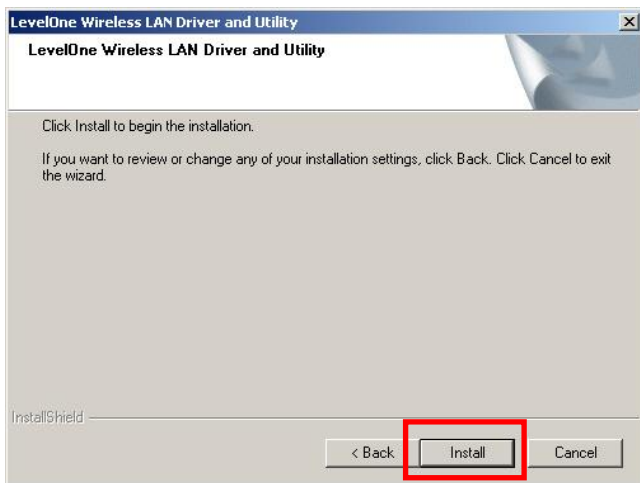 LevelOne Wireless LAN Driver and Utility
LevelOne Wireless LAN Driver and Utility
Click Install to begin the installation.
If you want to review or change any of your installation settings, click Back. Click Cancel to exit
the wizard.
InstallShield
< Back Install Cancel